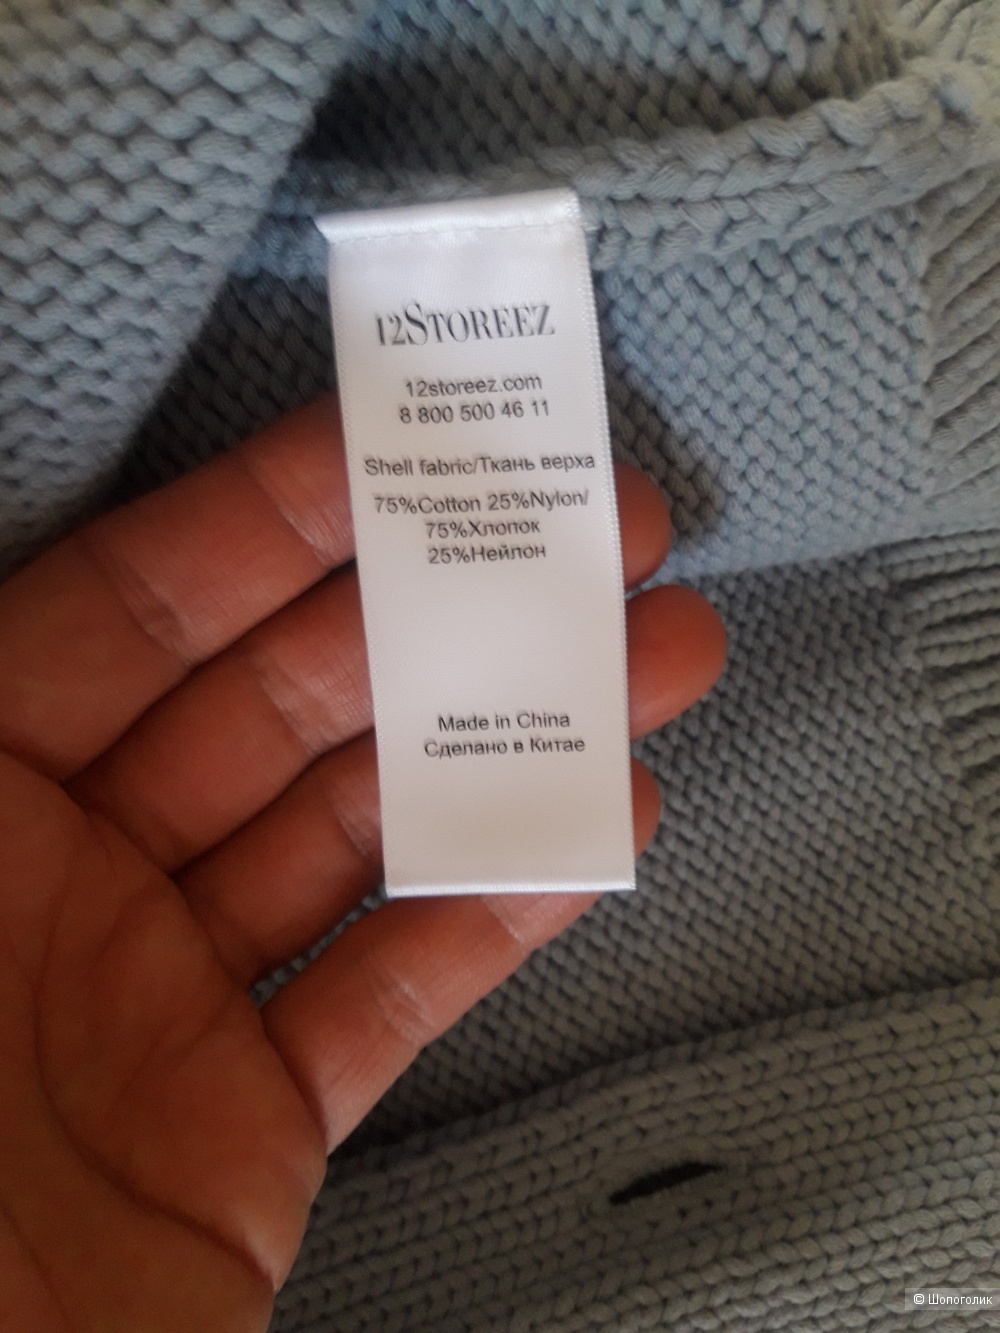 12STOREEZ
12storeez.com
8 800 500 46 11
Shell fabric/Ткань верха
75%Cotton 25%Nylon/
75%Хлопок
25%Нейлон
Made in China
Сделано в Китае
© Шопоголик